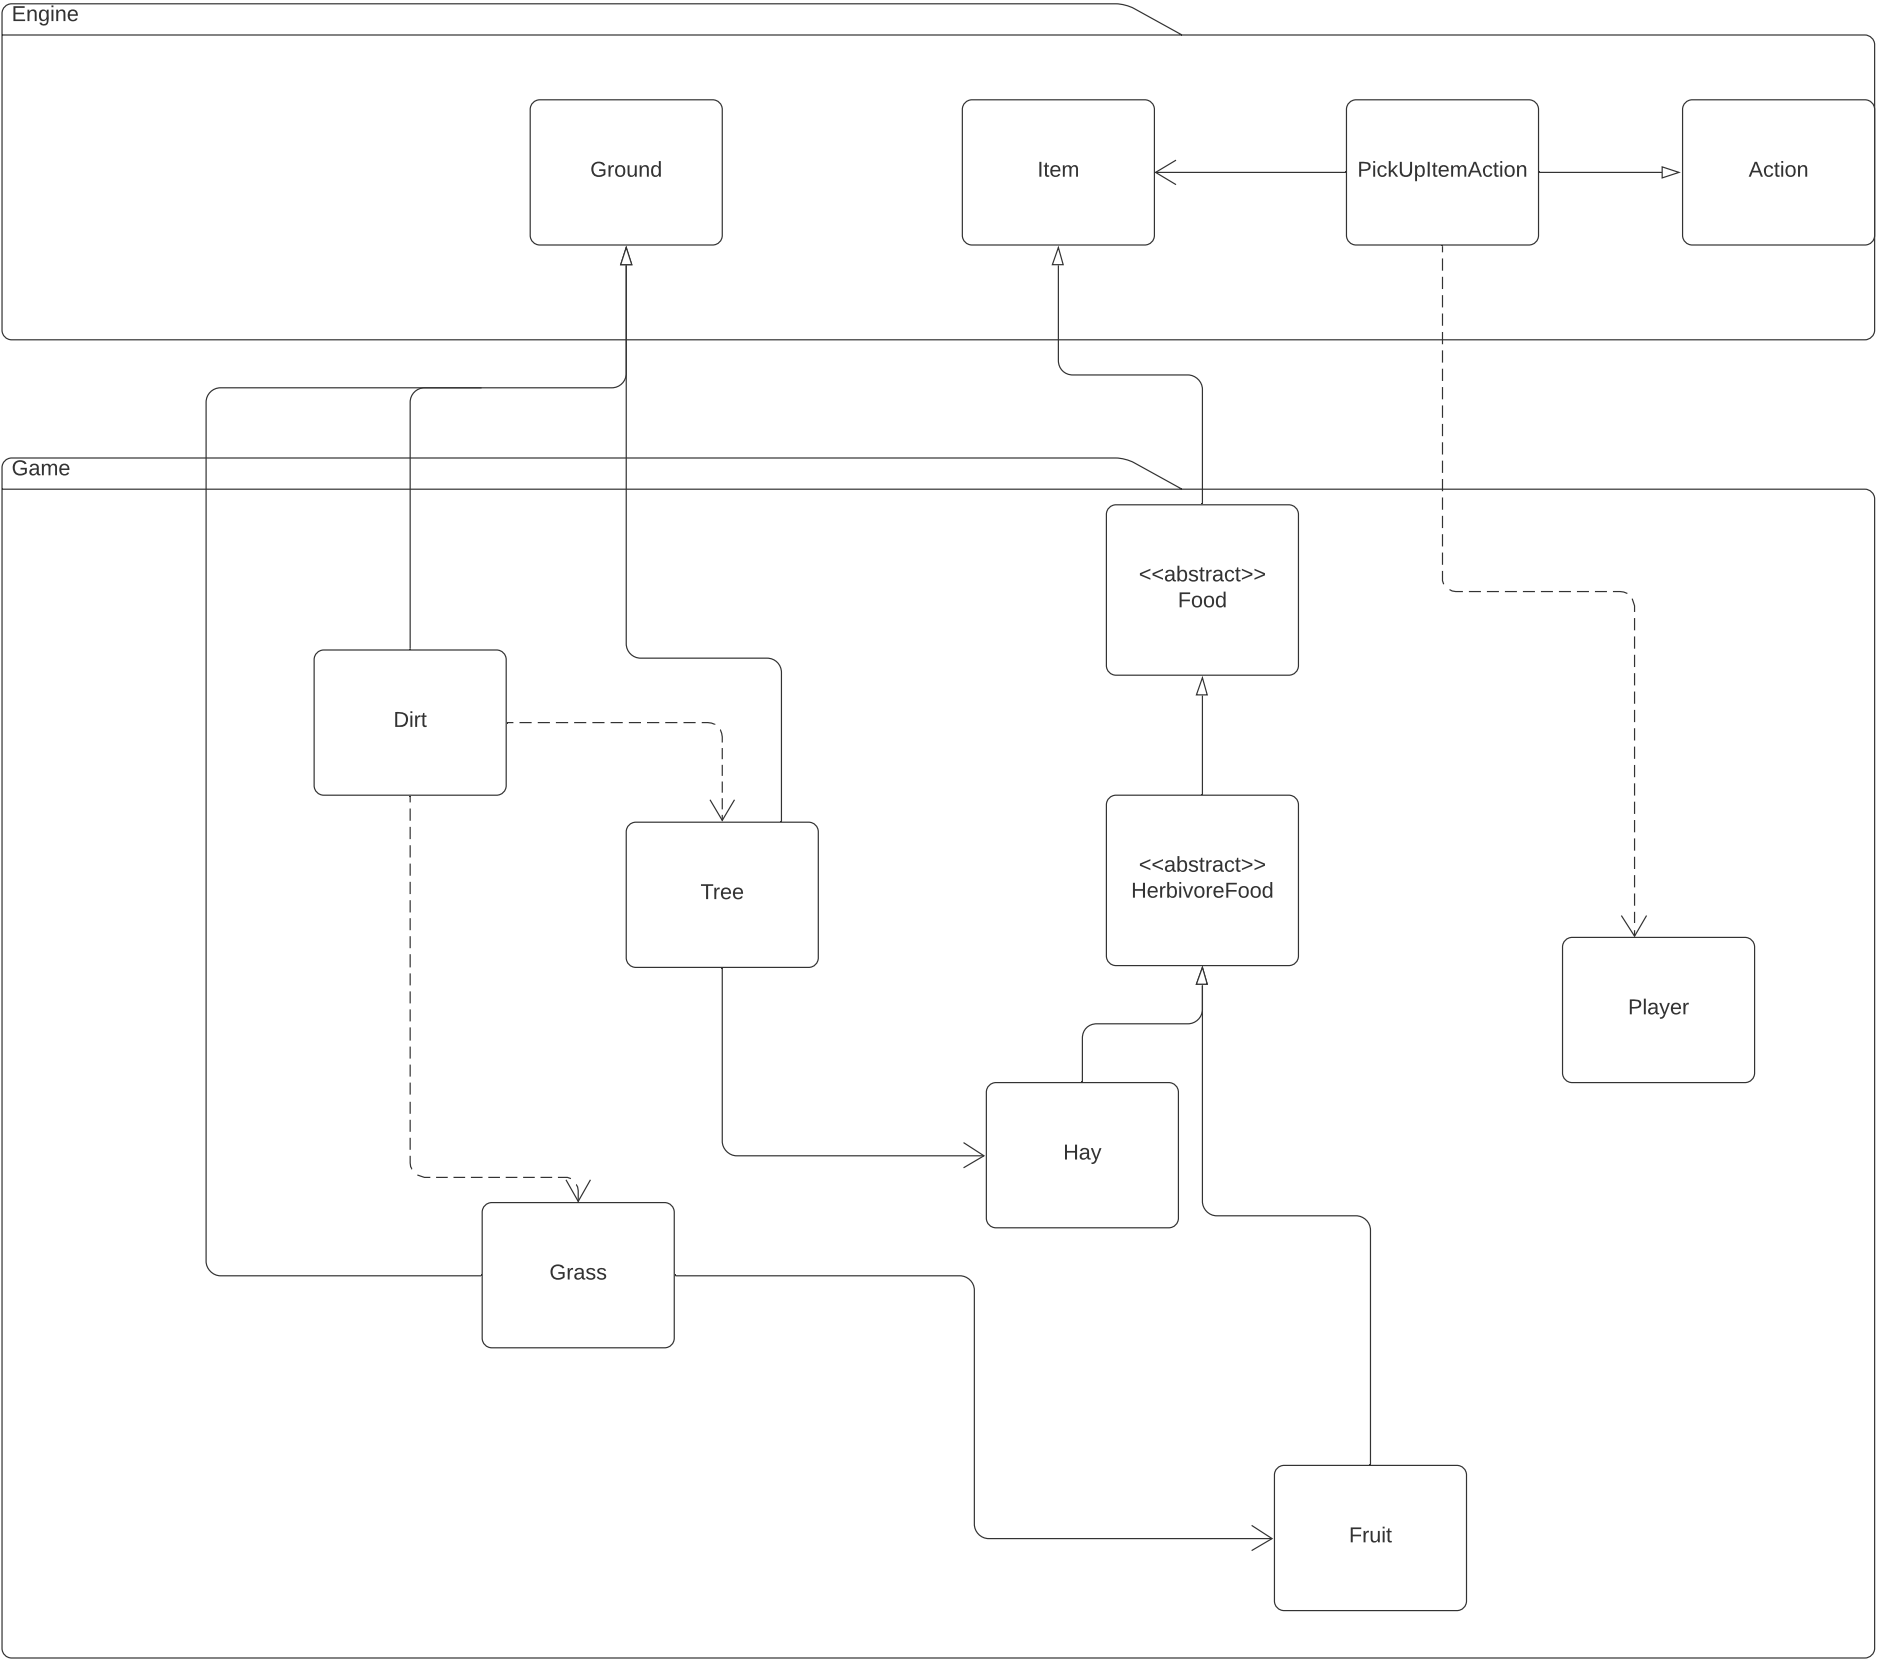 Engine
Ground
Item
PickUpItemAction
Action
Game
<<abstract>>
Food
Dirt
Tree
<<abstract>>
HerbivoreFood
Player
Hay
Grass
Fruit